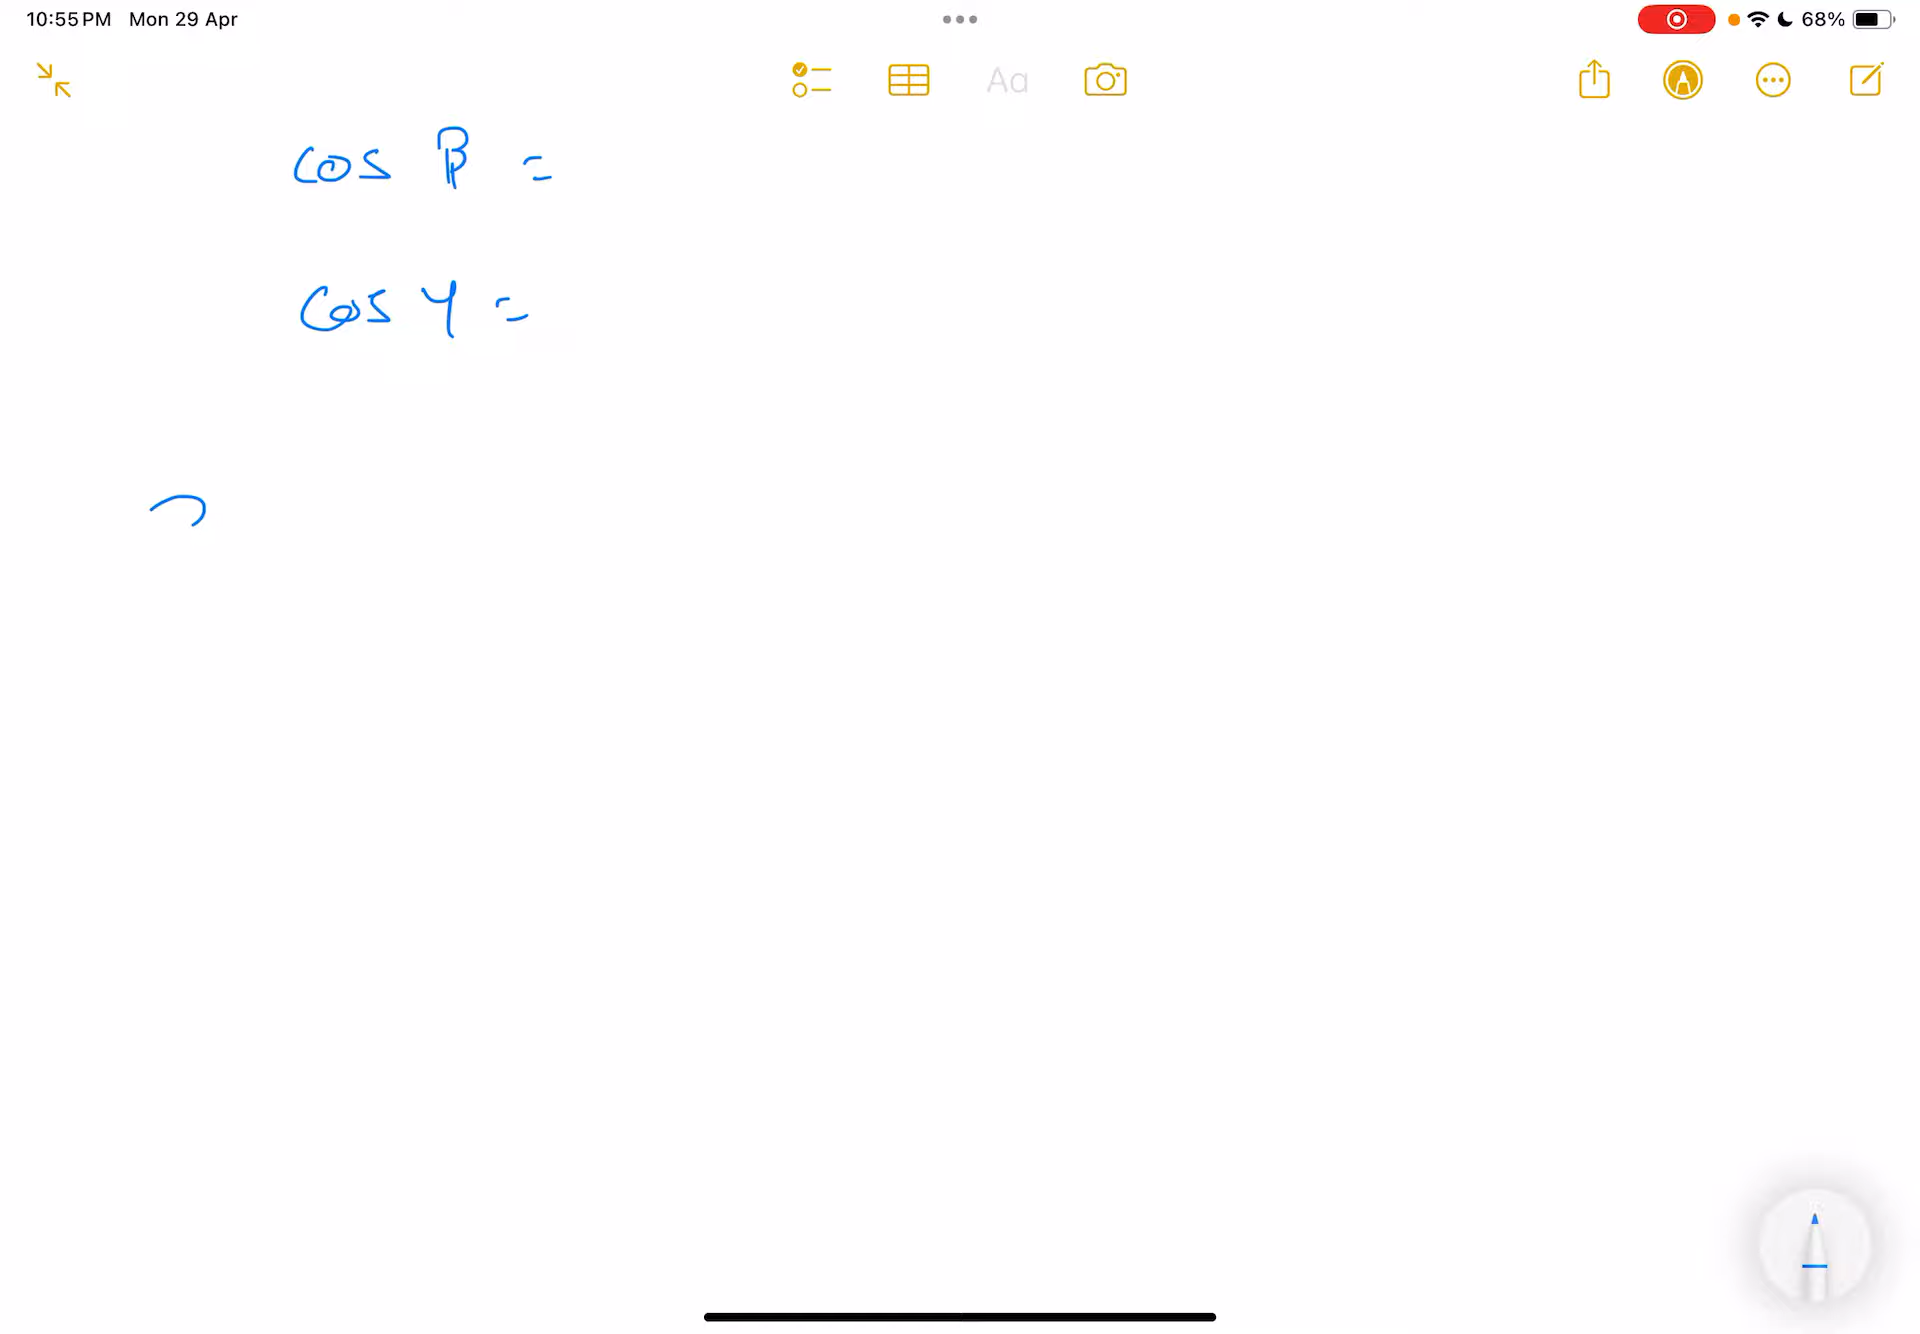 10:55 PM Mon 29 Apr
68%
Aa
cos β =
cos γ =